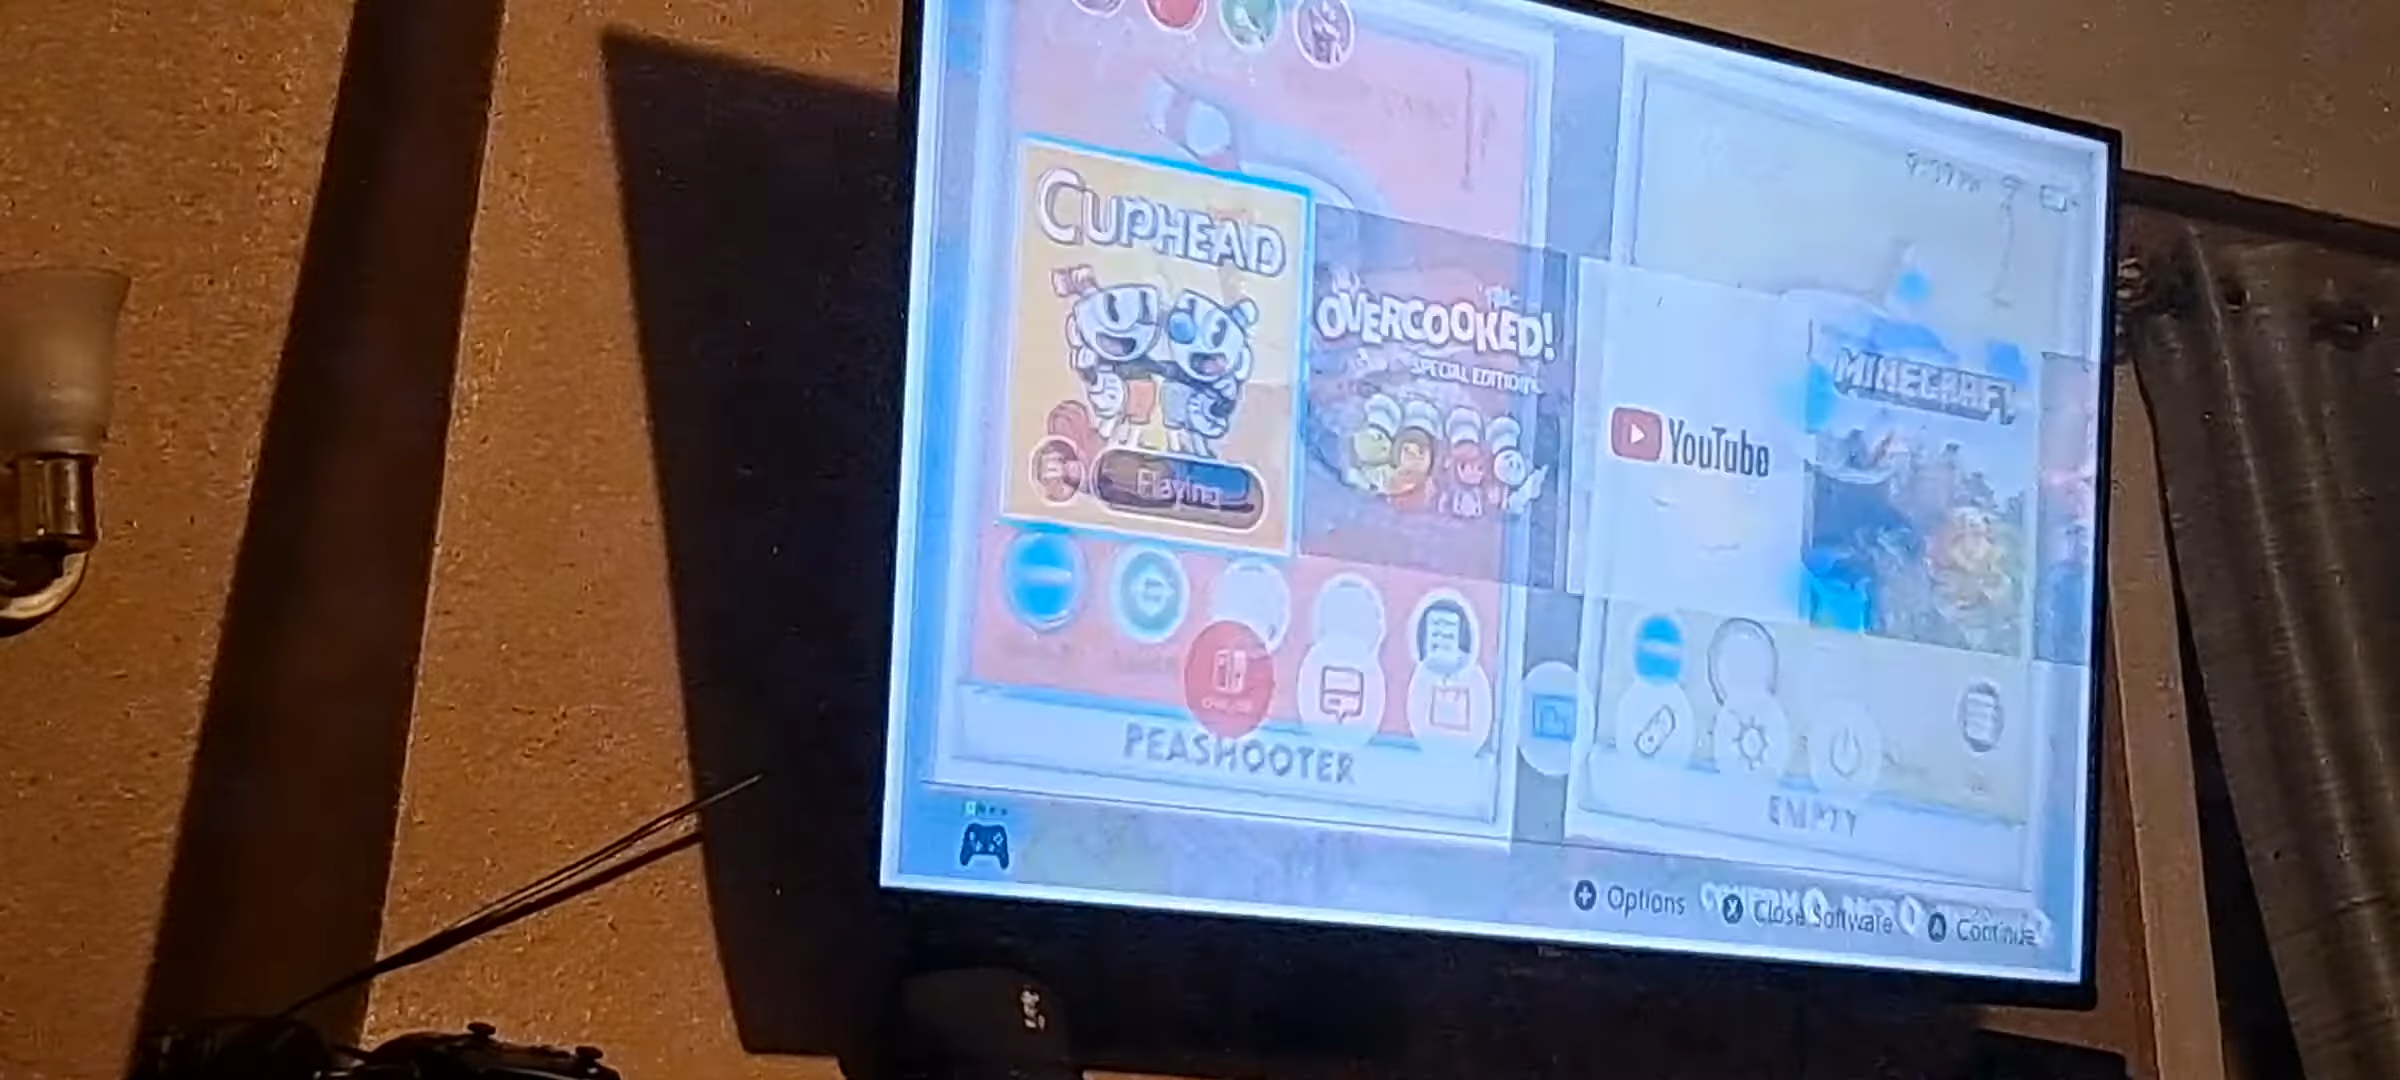 CUPHEAD
Playing
OVERCOOKED!
SPECIAL EDITION
YouTube
MINECRAFT
PEASHOOTER
EMPTY
Options
Close Software
Continue